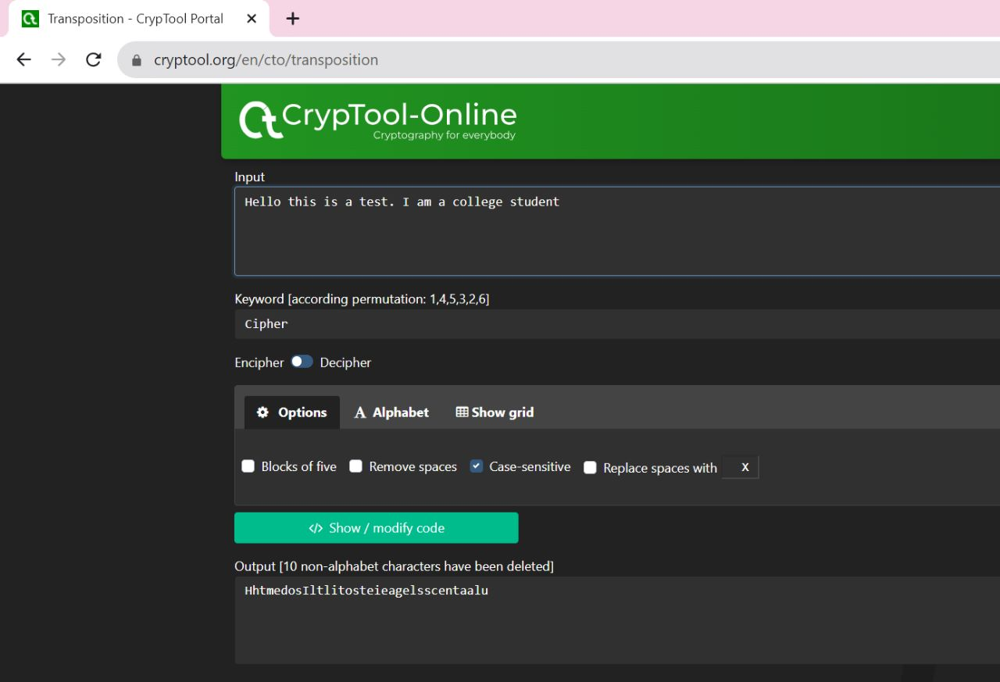 Transposition - CrypTool Portal
cryptool.org/en/cto/transposition
CrypTool-Online
Cryptography for everybody
Input
Hello this is a test. I am a college student
Keyword [according permutation: 1,4,5,3,2,6]
Cipher
Encipher Decipher
Options Alphabet Show grid
Blocks of five Remove spaces Case-sensitive Replace spaces with X
</> Show / modify code
Output [10 non-alphabet characters have been deleted]
HhtmedosIltlitosteieagelsscentaalu